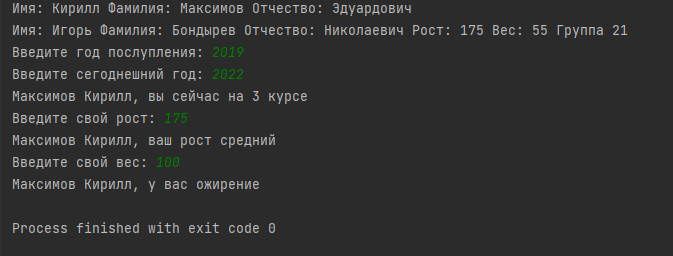 Имя: Кирилл Фамилия: Максимов Отчество: Эдуардович
Имя: Игорь Фамилия: Бондырев Отчество: Николаевич Рост: 175 Вес: 55 Группа 21
Введите год послупления: 2019
Введите сегоднешний год: 2022
Максимов Кирилл, вы сейчас на 3 курсе
Введите свой рост: 175
Максимов Кирилл, ваш рост средний
Введите свой вес: 100
Максимов Кирилл, у вас ожирение
Process finished with exit code 0